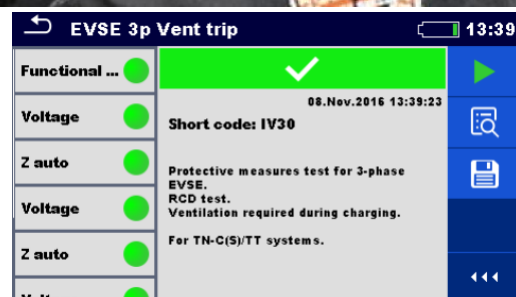 EVSE 3p Vent trip
13:39
Functional ...
Voltage
Z auto
Voltage
Z auto
08.Nov.2016 13:39:23
Short code: IV30
Protective measures test for 3-phase
EVSE.
RCD test.
Ventilation required during charging.
For TN-C(S)/TT systems.